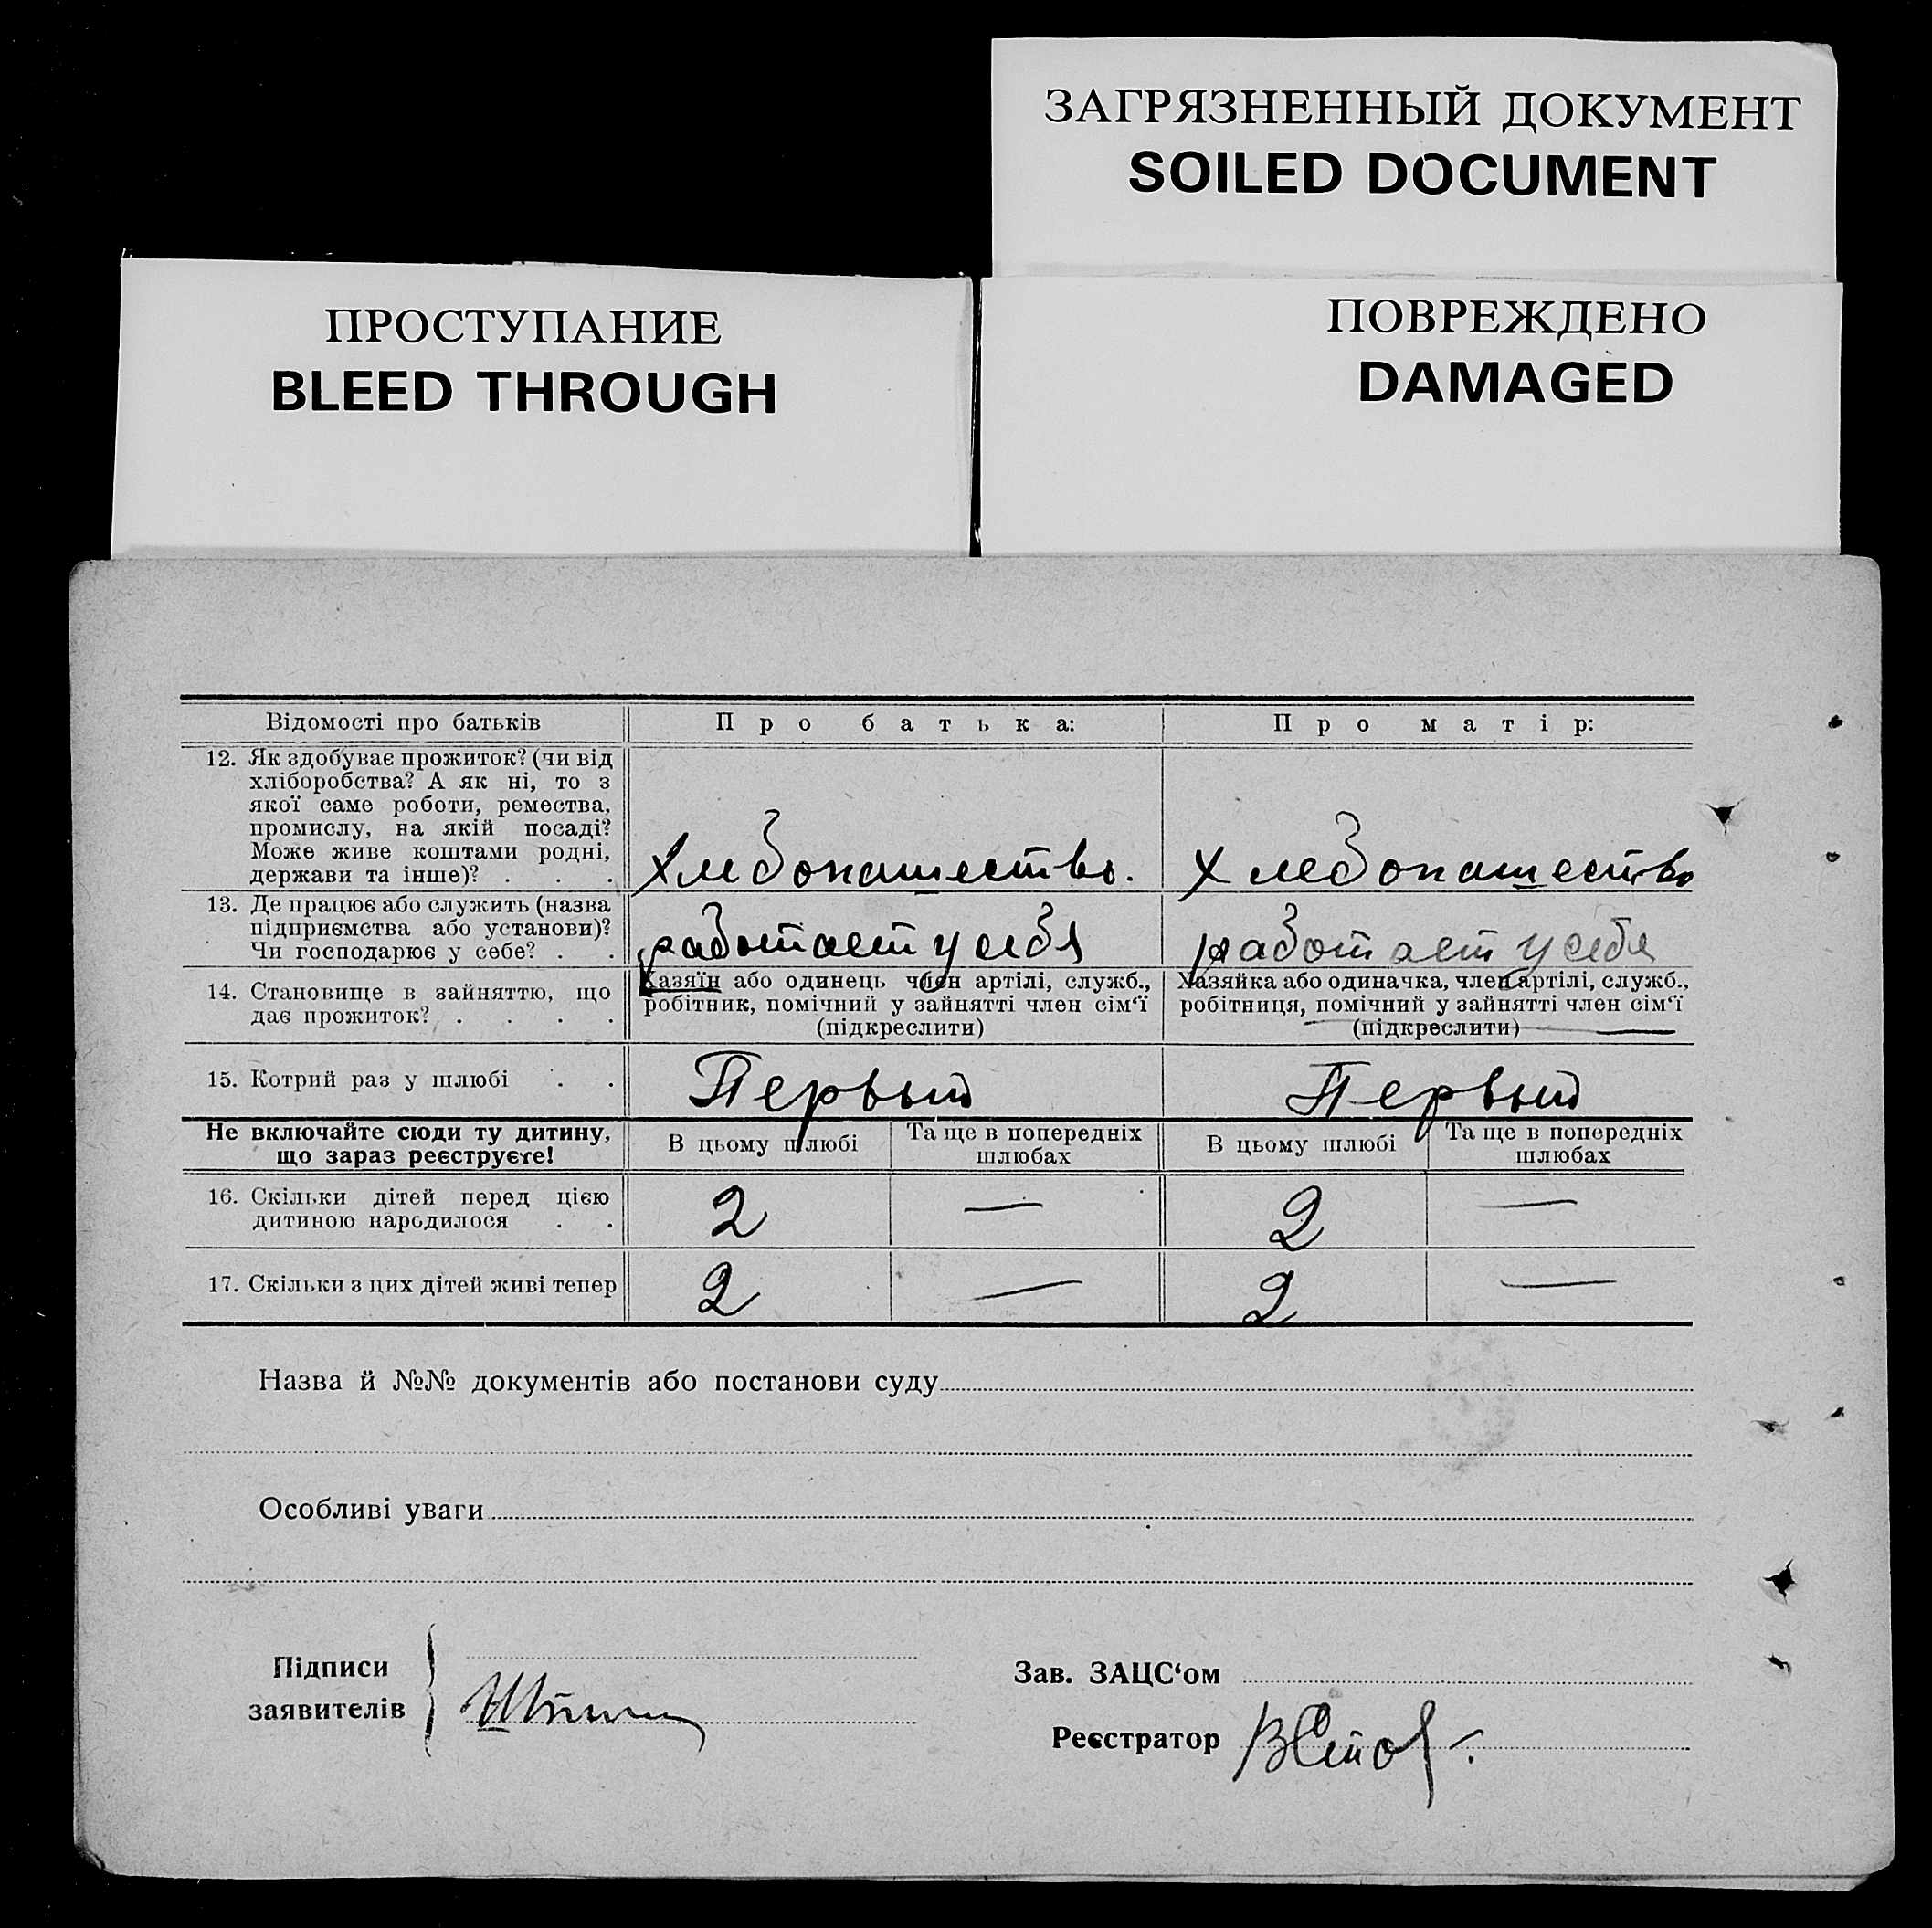 ЗАГРЯЗНЕННЫЙ ДОКУМЕНТ
SOILED DOCUMENT
ПРОСТУПАНИЕ
BLEED THROUGH
ПОВРЕЖДЕНО
DAMAGED
Відомості про батьків
Про батька:
Про матір:
12. Як здобуває прожиток? (чи від
хліборобства? А як ні, то з
якої саме роботи, ремества,
промислу, на якій посаді?
Може живе коштами родні,
держави та інше)? . . .
Хлебопашество.
Хлебопашество
13. Де працює або служить (назва
підприємства або установи)?
Чи господарює у себе? . .
работает у себя
работает у себя
14. Становище в зайняттю, що
дає прожиток? . . . .
Хазяїн або одинець член артілі, служб.,
робітник, помічний у зайнятті член сім‘ї
(підкреслити)
Хазяйка або одиначка, член артілі, служб.,
робітниця, помічний у зайнятті член сім‘ї
(підкреслити)
15. Котрий раз у шлюбі . .
Первый
Первый
Не включайте сюди ту дитину,
що зараз реєструєте!
В цьому шлюбі
Та ще в попередніх
шлюбах
В цьому шлюбі
Та ще в попередніх
шлюбах
16. Скільки дітей перед цією
дитиною народилося . .
2 — 2 —
17. Скільки з цих дітей живі тепер
2 — 2 —
Назва й №№ документів або постанови суду
Особливі уваги
Підписи
заявителів
Зав. ЗАЦС‘ом
Реєстратор